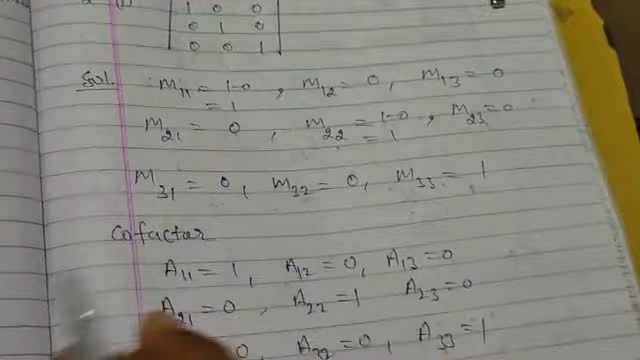 (i) | 1 0 0 |
| 0 1 0 |
| 0 0 1 |
Sol. M11 = 1-0 , M12 = 0, M13 = 0
= 1
M21 = 0 , M22 = 1-0 , M23 = 0
= 1
M31 = 0, M32 = 0, M33 = 1
Cofactor
A11 = 1, A12 = 0, A13 = 0
A21 = 0 , A22 = 1 A23 = 0
0, A32 = 0, A33 = 1